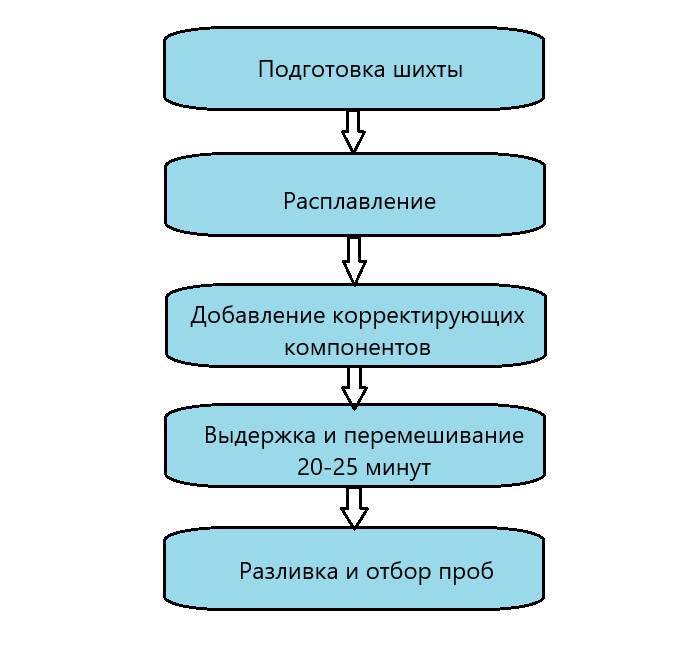 Подготовка шихты
Расплавление
Добавление корректирующих
компонентов
Выдержка и перемешивание
20-25 минут
Разливка и отбор проб